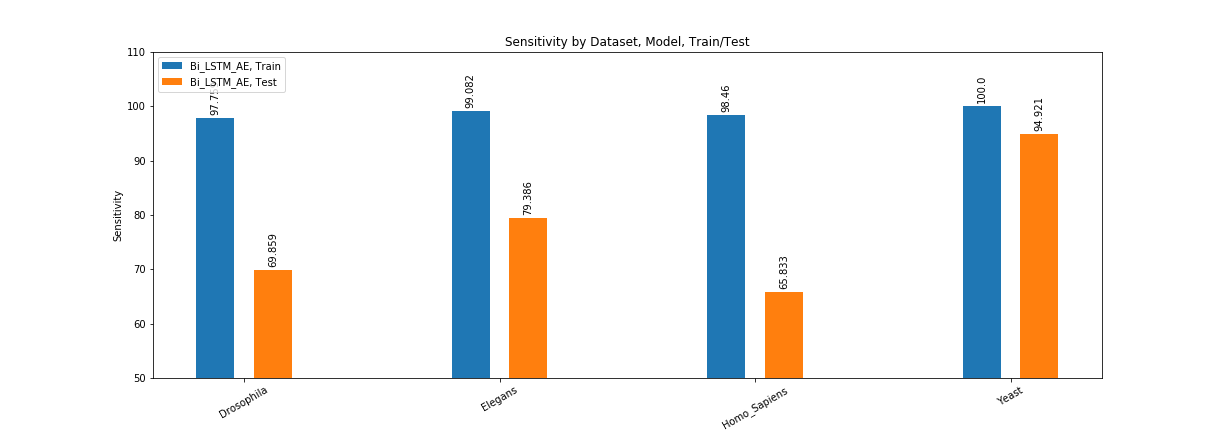 Sensitivity by Dataset, Model, Train/Test
Sensitivity
110
100
90
80
70
60
50
Bi_LSTM_AE, Train
Bi_LSTM_AE, Test
69.859
99.082
79.386
98.46
65.833
100.0
94.921
Drosophila
Elegans
Homo_Sapiens
Yeast